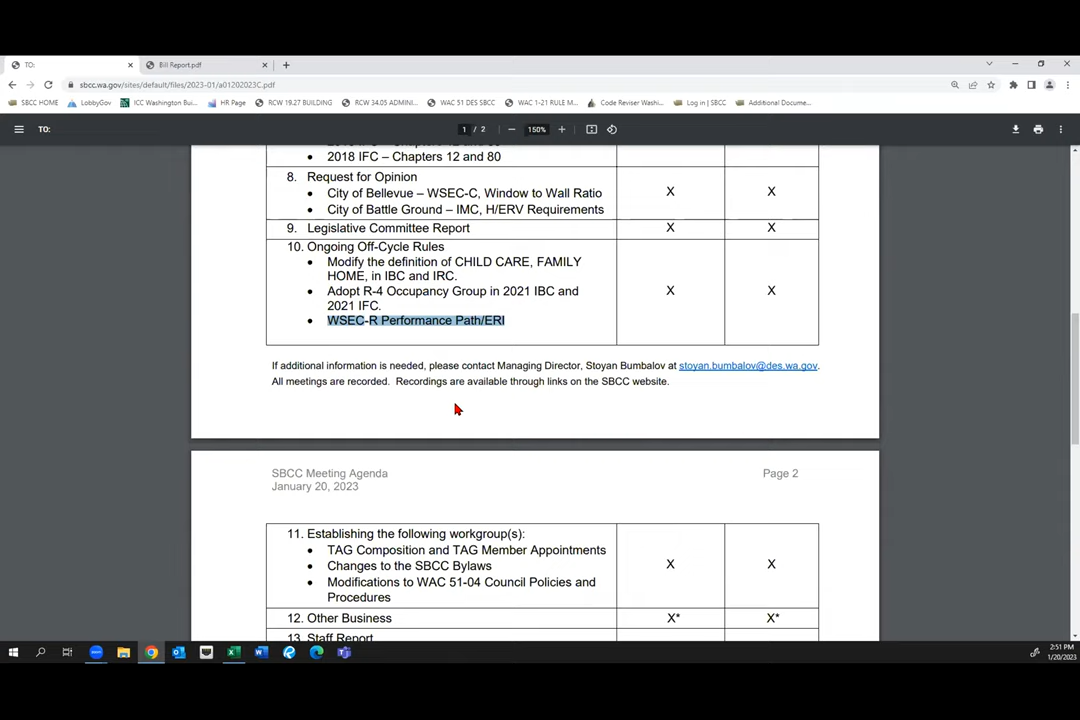 TO:
Bill Report.pdf
sbcc.wa.gov/sites/default/files/2023-01/a01202023C.pdf
SBCC HOME LobbyGov ICC Washington Bui... HR Page RCW 19.27 BUILDING RCW 34.05 ADMINI... WAC 51 DES SBCC WAC 1-21 RULE M... Code Reviser Washi... Log in | SBCC Additional Docume...
TO: 1 / 2 150%
2018 IFC – Chapters 12 and 80
8. Request for Opinion
• City of Bellevue – WSEC-C, Window to Wall Ratio X X
• City of Battle Ground – IMC, H/ERV Requirements
9. Legislative Committee Report X X
10. Ongoing Off-Cycle Rules
• Modify the definition of CHILD CARE, FAMILY
HOME, in IBC and IRC.
• Adopt R-4 Occupancy Group in 2021 IBC and X X
2021 IFC.
• WSEC-R Performance Path/ERI
If additional information is needed, please contact Managing Director, Stoyan Bumbalov at stoyan.bumbalov@des.wa.gov.
All meetings are recorded. Recordings are available through links on the SBCC website.
SBCC Meeting Agenda Page 2
January 20, 2023
11. Establishing the following workgroup(s):
• TAG Composition and TAG Member Appointments
• Changes to the SBCC Bylaws X X
• Modifications to WAC 51-04 Council Policies and
Procedures
12. Other Business X* X*
13. Staff Report
2:51 PM
1/20/2023